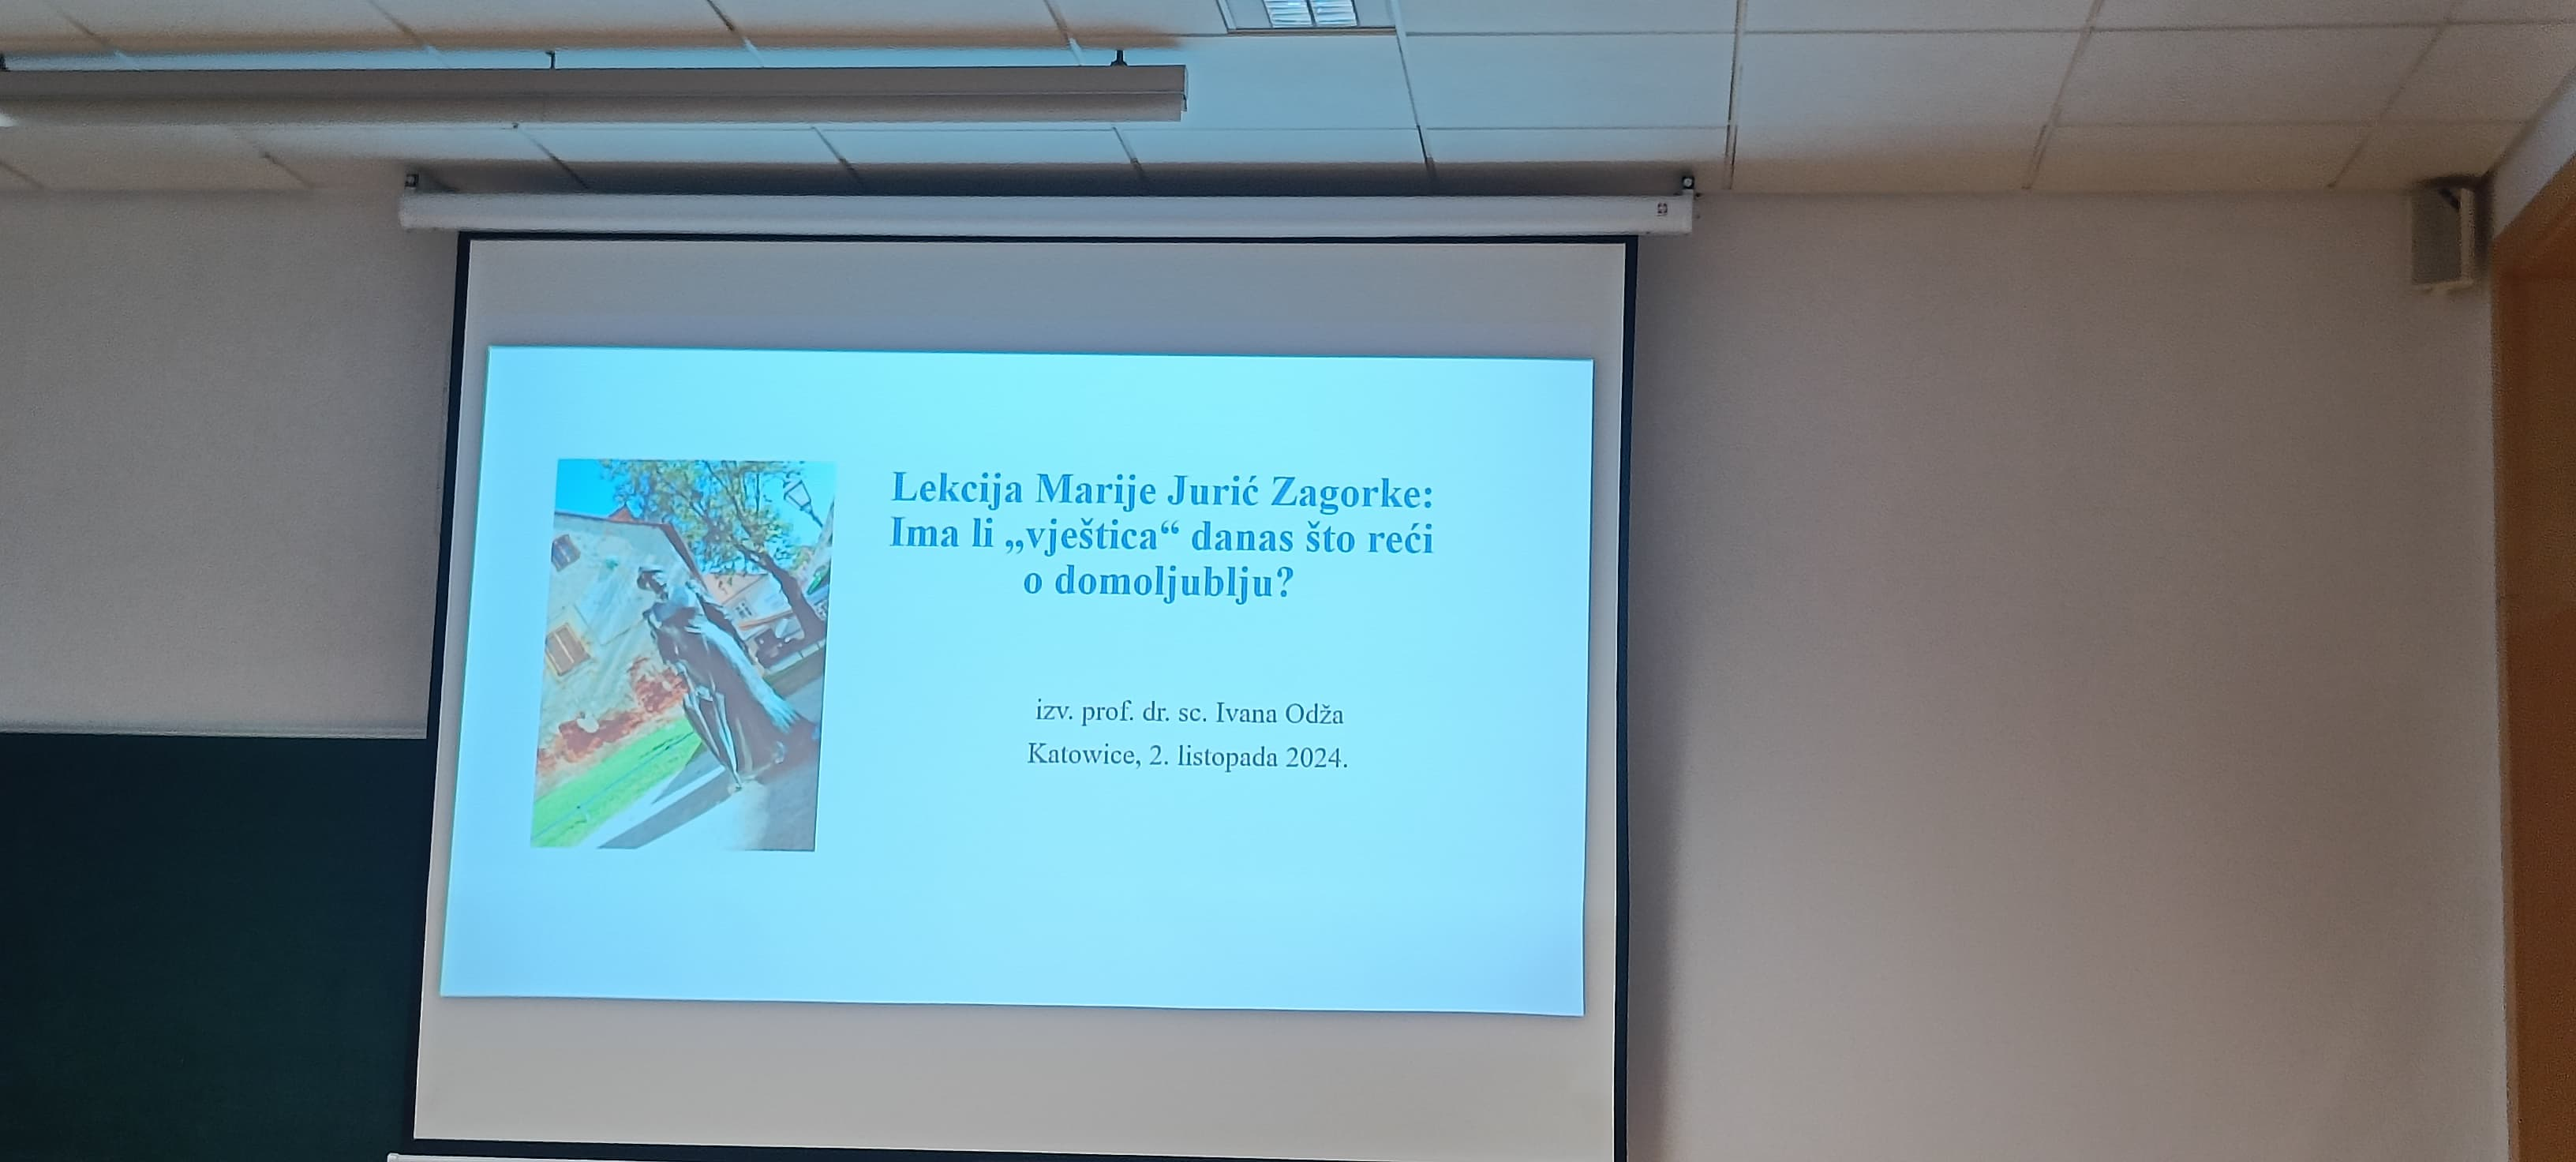 Lekcija Marije Jurić Zagorke:
Ima li „vještica“ danas što reći
o domoljublju?
izv. prof. dr. sc. Ivana Odža
Katowice, 2. listopada 2024.